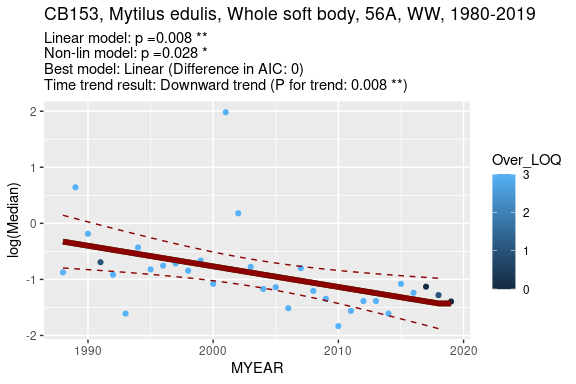 CB153, Mytilus edulis, Whole soft body, 56A, WW, 1980-2019
Linear model: p =0.008 **
Non-lin model: p =0.028 *
Best model: Linear (Difference in AIC: 0)
Time trend result: Downward trend (P for trend: 0.008 **)
2
1
0
-1
-2
log(Median)
1990
2000
2010
2020
MYEAR
Over_LOQ
3
2
1
0